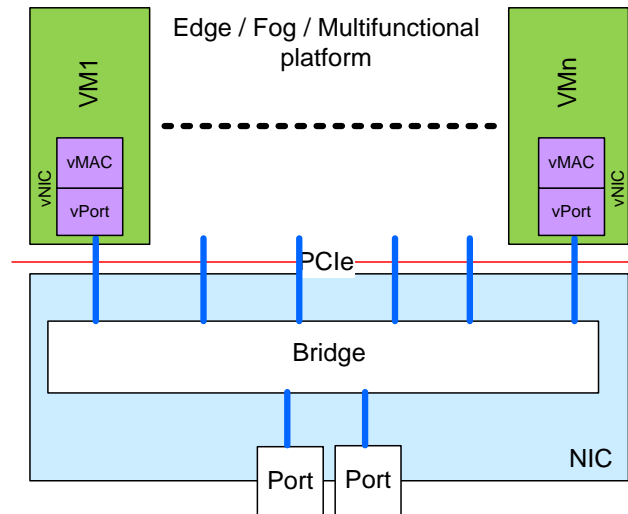 Edge / Fog / Multifunctional
platform
VM1
VMn
vNIC
vMAC
vPort
vMAC
vPort
vNIC
PCIe
Bridge
NIC
Port
Port